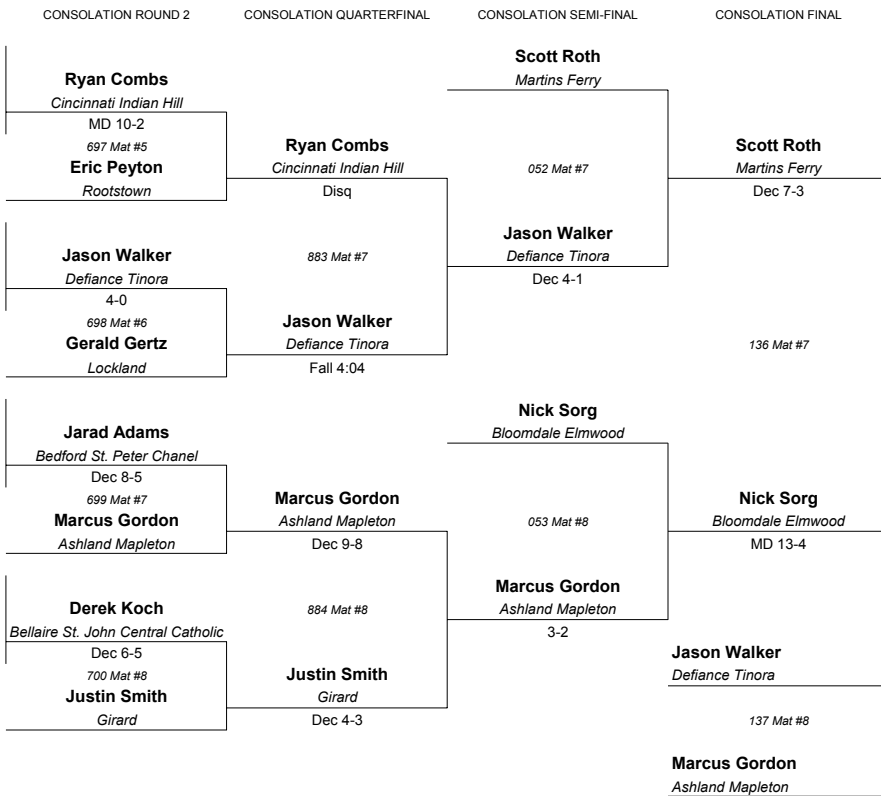 CONSOLATION ROUND 2
CONSOLATION QUARTERFINAL
CONSOLATION SEMI-FINAL
CONSOLATION FINAL
Ryan Combs
Cincinnati Indian Hill
MD 10-2
697 Mat #5
Eric Peyton
Rootstown
Jason Walker
Defiance Tinora
4-0
698 Mat #6
Gerald Gertz
Lockland
Jarad Adams
Bedford St. Peter Chanel
Dec 8-5
699 Mat #7
Marcus Gordon
Ashland Mapleton
Derek Koch
Bellaire St. John Central Catholic
Dec 6-5
700 Mat #8
Justin Smith
Girard
Ryan Combs
Cincinnati Indian Hill
Disq
883 Mat #7
Jason Walker
Defiance Tinora
Fall 4:04
Marcus Gordon
Ashland Mapleton
Dec 9-8
884 Mat #8
Justin Smith
Girard
Dec 4-3
Scott Roth
Martins Ferry
052 Mat #7
Jason Walker
Defiance Tinora
Dec 4-1
Nick Sorg
Bloomdale Elmwood
053 Mat #8
Marcus Gordon
Ashland Mapleton
3-2
Scott Roth
Martins Ferry
Dec 7-3
136 Mat #7
Nick Sorg
Bloomdale Elmwood
MD 13-4
Jason Walker
Defiance Tinora
137 Mat #8
Marcus Gordon
Ashland Mapleton